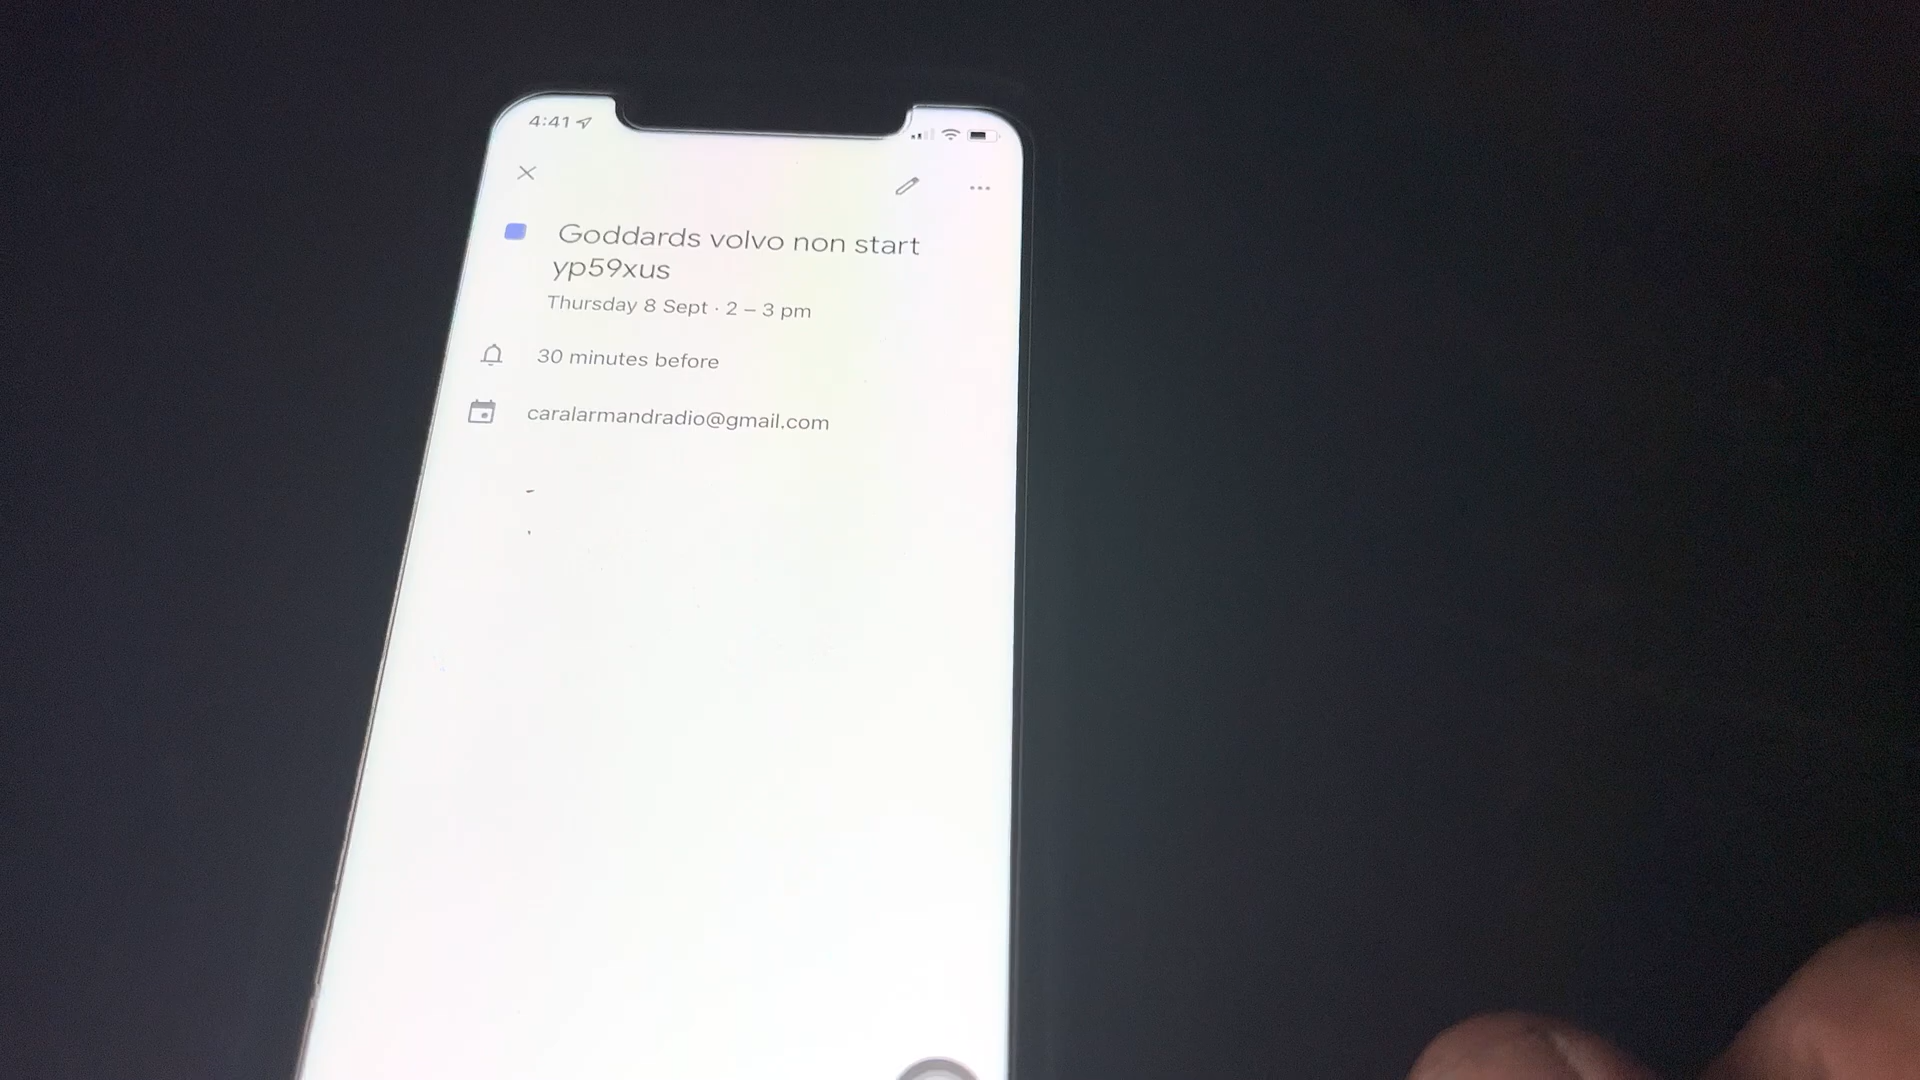 4:41
Goddards volvo non start
yp59xus
Thursday 8 Sept · 2 – 3 pm
30 minutes before
caralarmandradio@gmail.com